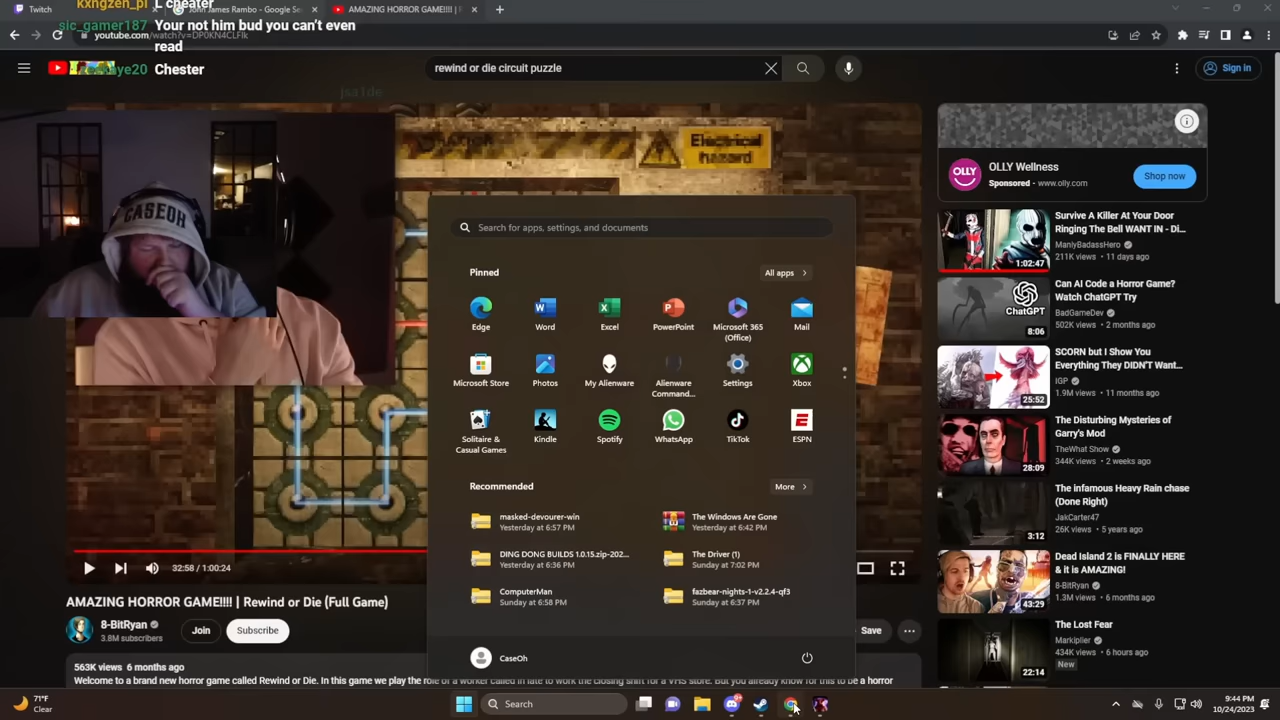 kxngzen_pl
L cheater
sic_gamer187
Your not him bud you can't even
read
Chester
Twitch
John James Rambo - Google Se
AMAZING HORROR GAME!!!! | R
youtube.com/watch?v=DP0KN4CLFlk
rewind or die circuit puzzle
Sign in
jsalde
Electrical
hazard
CASEOH
OLLY
OLLY Wellness
Sponsored · www.olly.com
Shop now
Search for apps, settings, and documents
Pinned
All apps
Edge
Word
Excel
PowerPoint
Microsoft 365
(Office)
Mail
Microsoft Store
Photos
My Alienware
Alienware
Command...
Settings
Xbox
Solitaire &
Casual Games
Kindle
Spotify
WhatsApp
TikTok
ESPN
Recommended
More
masked-devourer-win
Yesterday at 6:57 PM
The Windows Are Gone
Yesterday at 6:42 PM
DING DONG BUILDS 1.0.15.zip-202...
Yesterday at 6:36 PM
The Driver (1)
Sunday at 7:02 PM
ComputerMan
Sunday at 6:58 PM
fazbear-nights-1-v2.2.4-qf3
Sunday at 6:37 PM
CaseOh
Survive A Killer At Your Door
Ringing The Bell WANT IN - Di...
ManlyBadassHero
211K views · 11 days ago
1:02:47
Can AI Code a Horror Game?
Watch ChatGPT Try
BadGameDev
502K views · 2 months ago
ChatGPT
8:06
SCORN but I Show You
Everything They DIDN'T Want...
IGP
1.9M views · 11 months ago
25:52
The Disturbing Mysteries of
Garry's Mod
TheWhat Show
344K views · 2 weeks ago
28:09
The infamous Heavy Rain chase
(Done Right)
JakCarter47
26K views · 5 years ago
3:12
Dead Island 2 is FINALLY HERE
& it is AMAZING!
8-BitRyan
1.3M views · 6 months ago
43:29
The Lost Fear
Markiplier
434K views · 6 hours ago
New
22:14
32:58 / 1:00:24
AMAZING HORROR GAME!!!! | Rewind or Die (Full Game)
8-BitRyan
3.8M subscribers
Join
Subscribe
Save
563K views 6 months ago
Welcome to a brand new horror game called Rewind or Die. In this game we play the role of a worker called in late to work the closing shift for a VHS store. But you already know for this to be a horror
71°F
Clear
Search
9:44 PM
10/24/2023